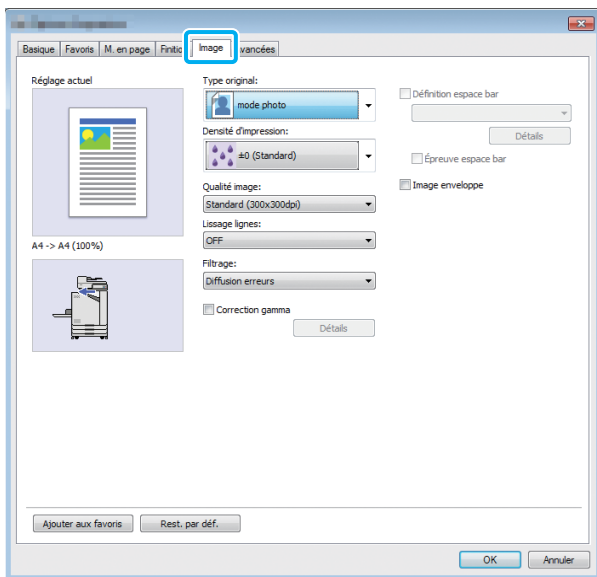 Basique Favoris M. en page Finitio Image vancées
Réglage actuel
A4 -> A4 (100%)
Type original:
mode photo
Densité d'impression:
±0 (Standard)
Qualité image:
Standard (300x300dpi)
Lissage lignes:
OFF
Filtrage:
Diffusion erreurs
Correction gamma
Détails
Définition espace bar
Détails
Épreuve espace bar
Image enveloppe
Ajouter aux favoris Rest. par déf.
OK Annuler